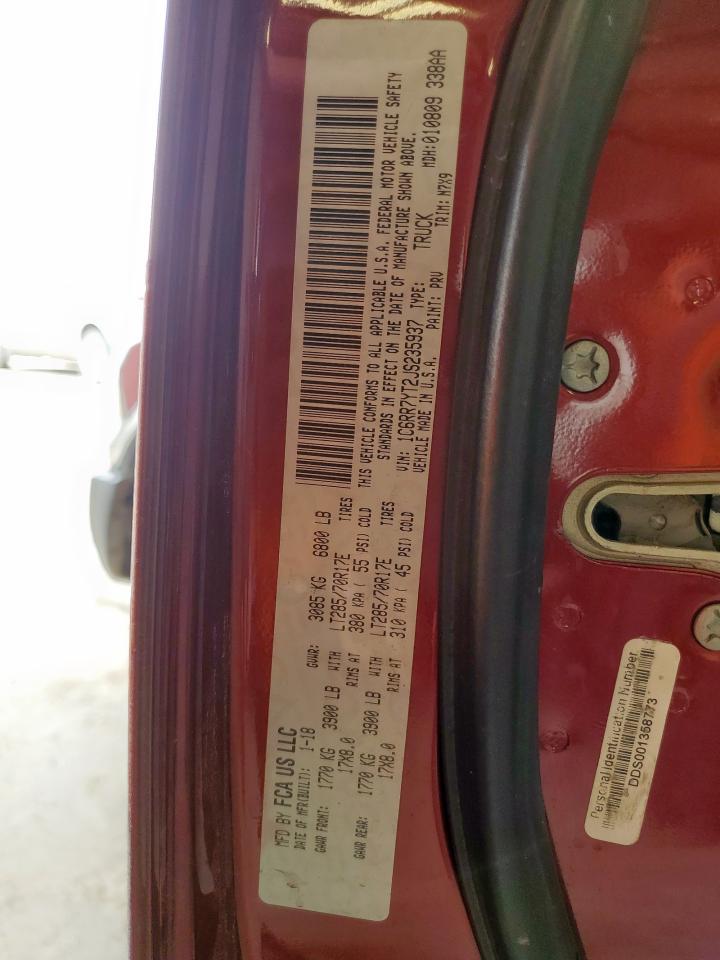 MFD BY FCA US LLC
DATE OF MFR(BUILT): 1-18 GVWR: 3085 KG 6800 LB
GAWR FRONT: 1770 KG 3900 LB WITH LT285/70R17E TIRES
17X8.0 RIMS AT 380 KPA ( 55 PSI) COLD
GAWR REAR: 1770 KG 3900 LB WITH LT285/70R17E TIRES
17X8.0 RIMS AT 310 KPA ( 45 PSI) COLD
THIS VEHICLE CONFORMS TO ALL APPLICABLE U.S.A. FEDERAL MOTOR VEHICLE SAFETY
STANDARDS IN EFFECT ON THE DATE OF MANUFACTURE SHOWN ABOVE.
VIN: 1C6RR7YT2JS235937 TYPE: TRUCK MDH:010809 338AA
VEHICLE MADE IN U.S.A. PAINT: PRV TRIM: M7X9
Personal Identification Number
DDS001368773